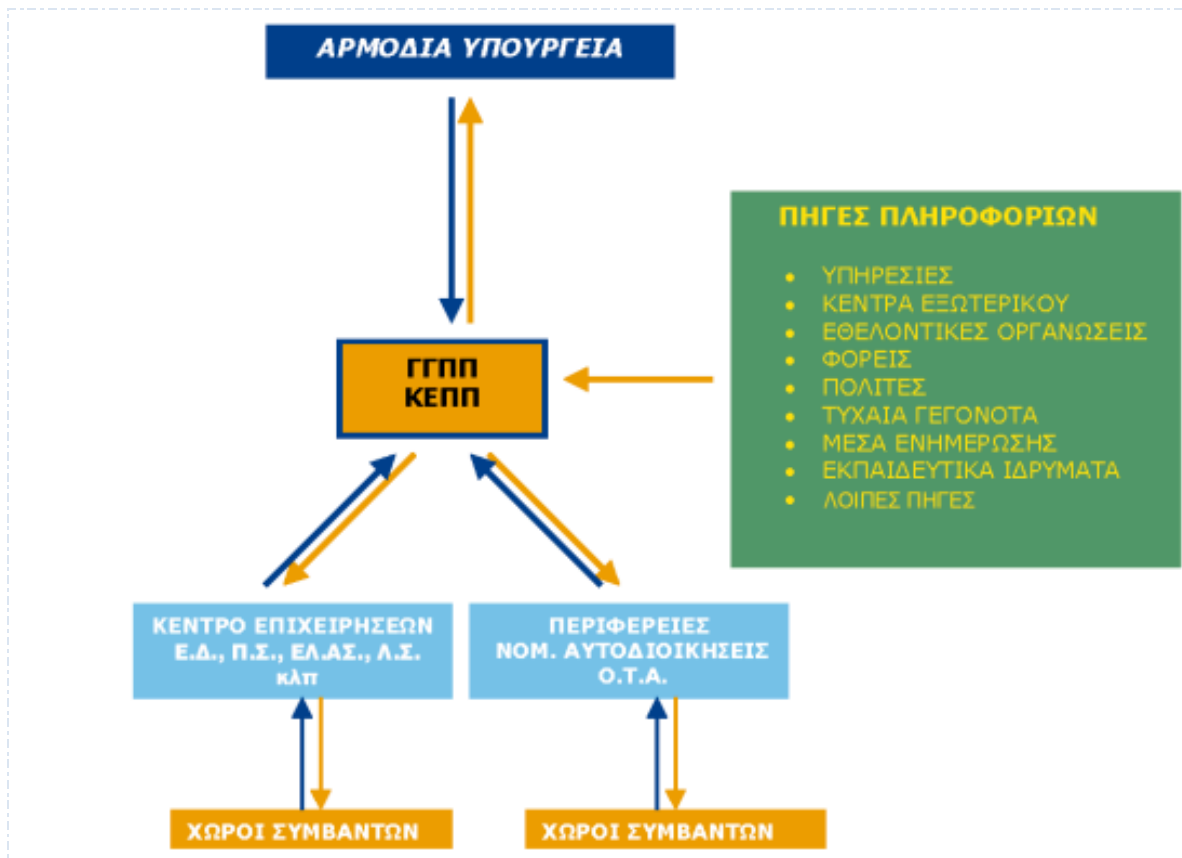 ΑΡΜΟΔΙΑ ΥΠΟΥΡΓΕΙΑ
ΓΓΠΠ
ΚΕΠΠ
ΠΗΓΕΣ ΠΛΗΡΟΦΟΡΙΩΝ
• ΥΠΗΡΕΣΙΕΣ
• ΚΕΝΤΡΑ ΕΞΩΤΕΡΙΚΟΥ
• ΕΘΕΛΟΝΤΙΚΕΣ ΟΡΓΑΝΩΣΕΙΣ
• ΦΟΡΕΙΣ
• ΠΟΛΙΤΕΣ
• ΤΥΧΑΙΑ ΓΕΓΟΝΟΤΑ
• ΜΕΣΑ ΕΝΗΜΕΡΩΣΗΣ
• ΕΚΠΑΙΔΕΥΤΙΚΑ ΙΔΡΥΜΑΤΑ
• ΛΟΙΠΕΣ ΠΗΓΕΣ
ΚΕΝΤΡΟ ΕΠΙΧΕΙΡΗΣΕΩΝ
Ε.Δ., Π.Σ., ΕΛ.ΑΣ., Λ.Σ.
κλπ
ΠΕΡΙΦΕΡΕΙΕΣ
ΝΟΜ. ΑΥΤΟΔΙΟΙΚΗΣΕΙΣ
Ο.Τ.Α.
ΧΩΡΟΙ ΣΥΜΒΑΝΤΩΝ
ΧΩΡΟΙ ΣΥΜΒΑΝΤΩΝ